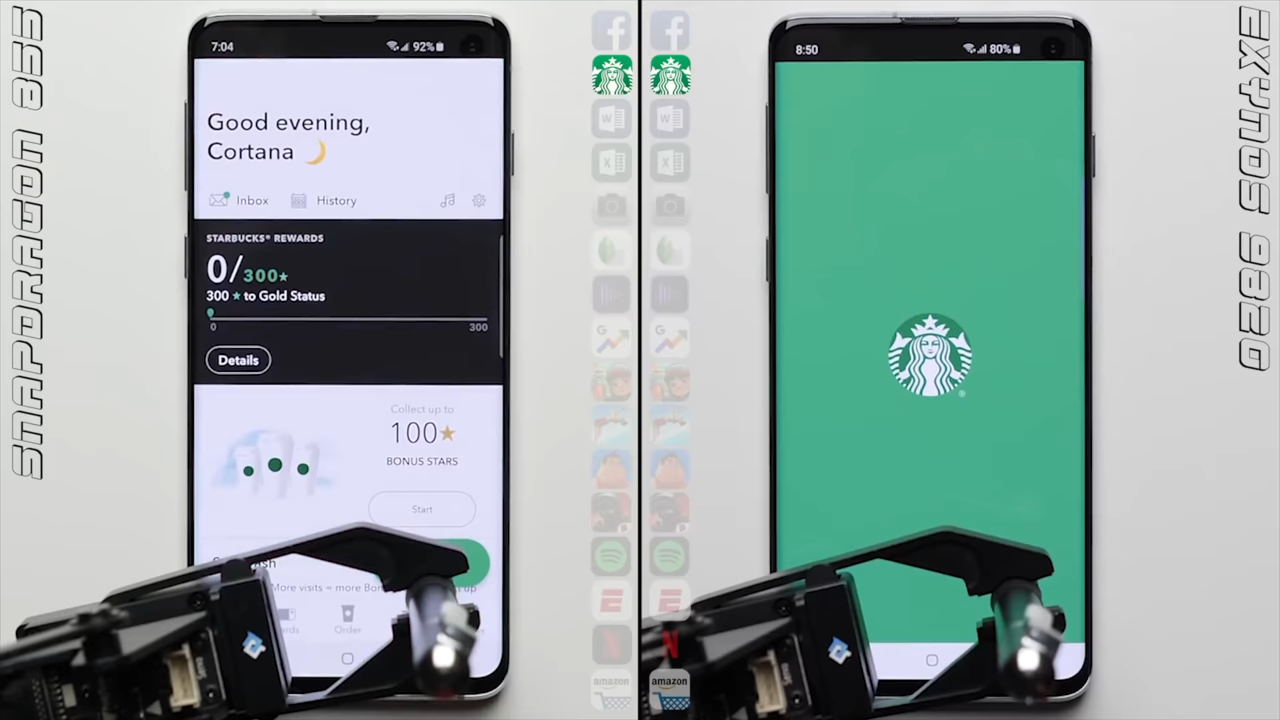 SNAPDRAGON 855
7:04
92%
Good evening,
Cortana
Inbox
History
STARBUCKS® REWARDS
0/300★
300 ★ to Gold Status
0
300
Details
Collect up to
100★
BONUS STARS
Start
More visits = more
Order
amazon
8:50
80%
®
amazon
EXYNOS 9820